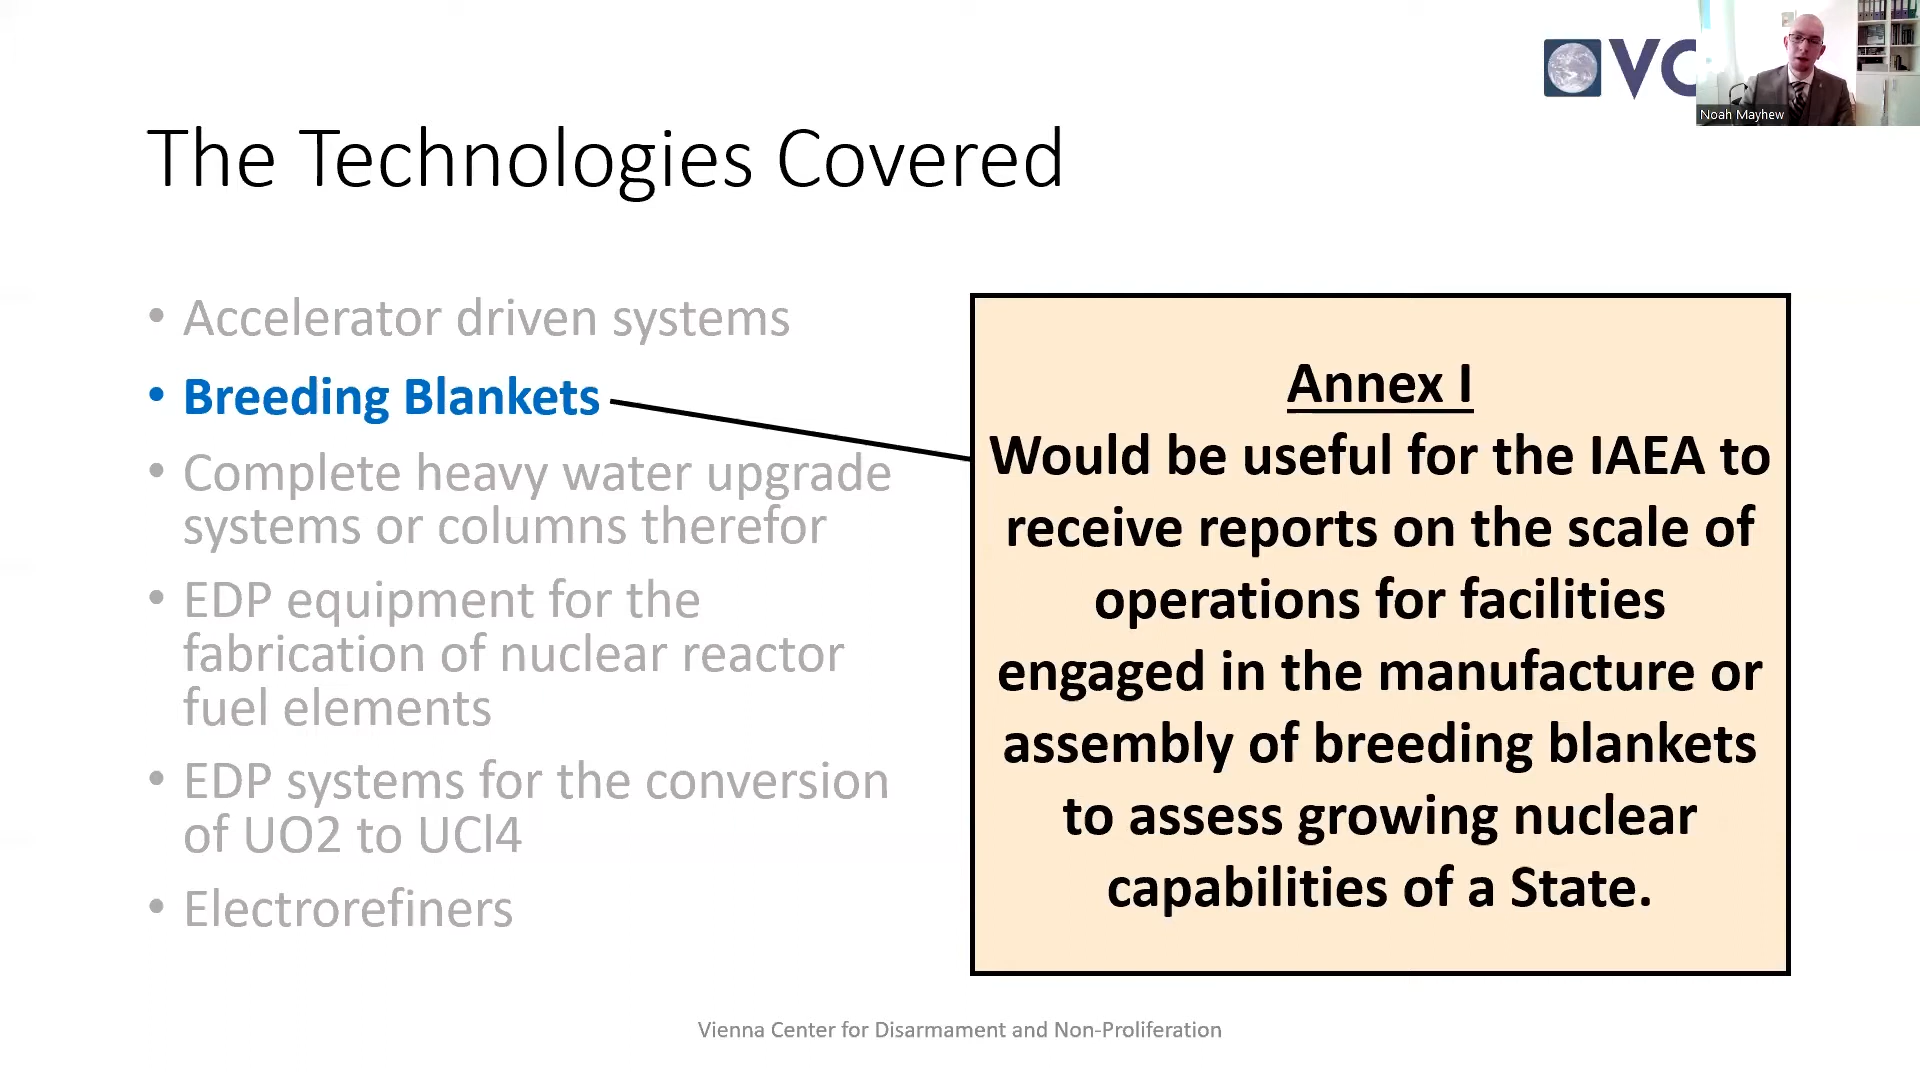 VC
Noah Mayhew
The Technologies Covered
• Accelerator driven systems
• Breeding Blankets
• Complete heavy water upgrade
systems or columns therefor
• EDP equipment for the
fabrication of nuclear reactor
fuel elements
• EDP systems for the conversion
of UO2 to UCl4
• Electrorefiners
Annex I
Would be useful for the IAEA to
receive reports on the scale of
operations for facilities
engaged in the manufacture or
assembly of breeding blankets
to assess growing nuclear
capabilities of a State.
Vienna Center for Disarmament and Non-Proliferation